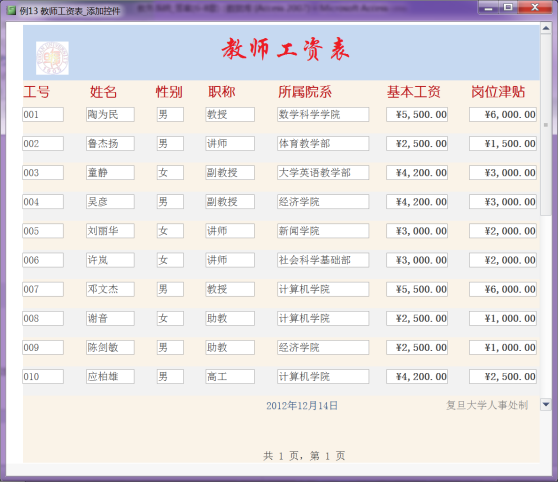 例13 教师工资表_添加控件
教师工资表
工号 姓名 性别 职称 所属院系 基本工资 岗位津贴
001 陶为民 男 教授 数学科学学院 ¥5,500.00 ¥6,000.00
002 鲁杰扬 男 讲师 体育教学部 ¥2,500.00 ¥1,500.00
003 童静 女 副教授 大学英语教学部 ¥4,200.00 ¥3,000.00
004 吴彦 男 副教授 经济学院 ¥4,200.00 ¥3,000.00
005 刘丽华 女 讲师 新闻学院 ¥3,000.00 ¥2,000.00
006 许岚 女 讲师 社会科学基础部 ¥3,000.00 ¥2,000.00
007 邓文杰 男 教授 计算机学院 ¥5,500.00 ¥6,000.00
008 谢音 女 助教 计算机学院 ¥2,500.00 ¥1,000.00
009 陈剑敏 男 助教 经济学院 ¥2,500.00 ¥1,000.00
010 应柏雄 男 高工 计算机学院 ¥4,200.00 ¥2,500.00
2012年12月14日 复旦大学人事处制
共 1 页，第 1 页